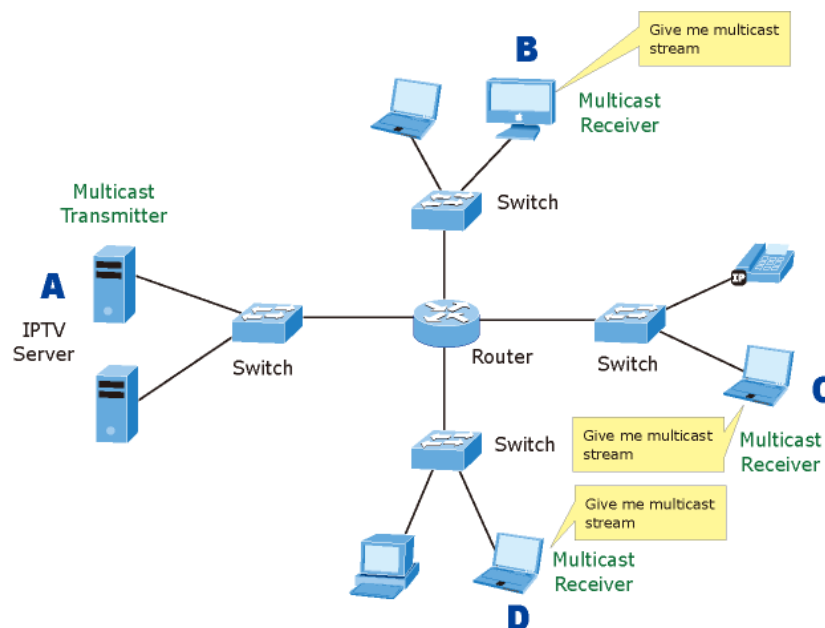 Give me multicast
stream
B
Multicast
Receiver
Switch
Multicast
Transmitter
A
IPTV
Server
Switch
Router
IP
Switch
C
Give me multicast
stream
Multicast
Receiver
Switch
Give me multicast
stream
Multicast
Receiver
D